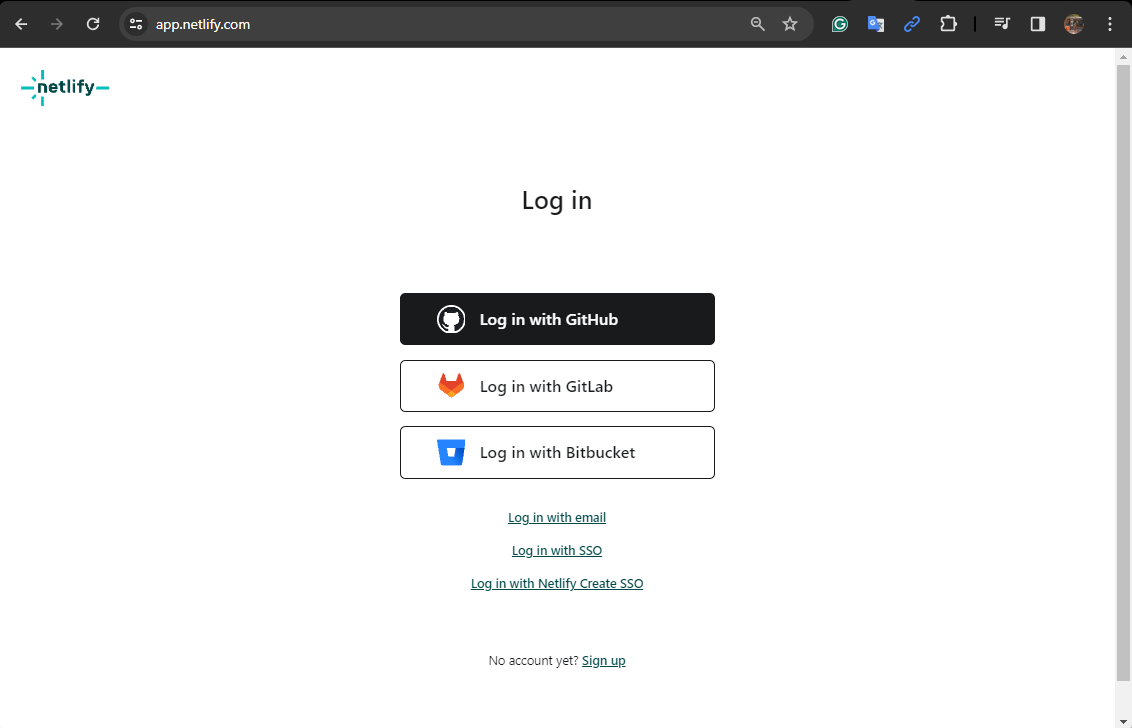 app.netlify.com
netlify
Log in
Log in with GitHub
Log in with GitLab
Log in with Bitbucket
Log in with email
Log in with SSO
Log in with Netlify Create SSO
No account yet? Sign up